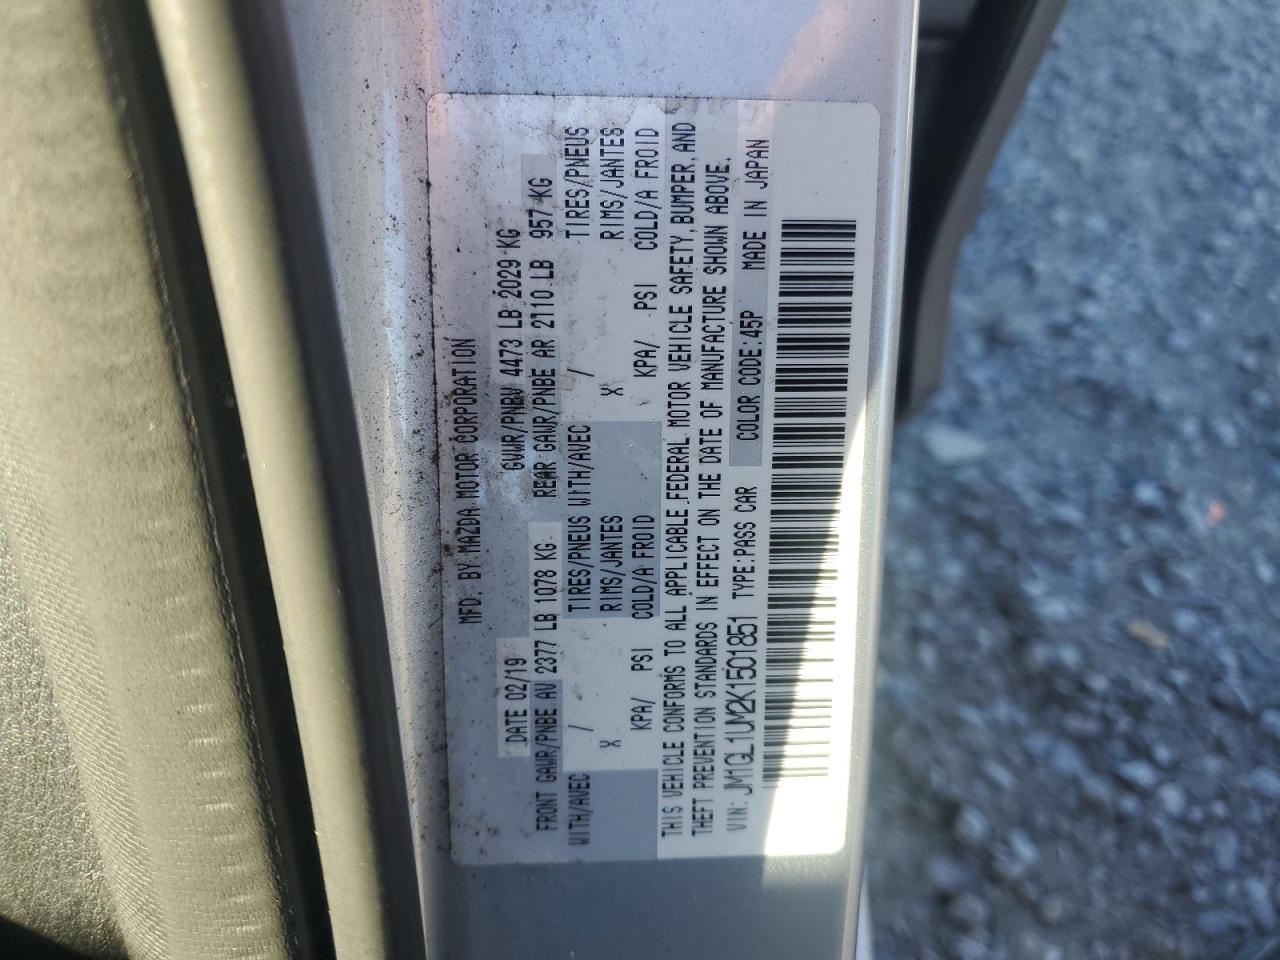 MFD. BY MAZDA MOTOR CORPORATION
DATE 02/19 GVWR/PNBV 4473 LB 2029 KG
FRONT GAWR/PNBE AV 2377 LB 1078 KG REAR GAWR/PNBE AR 2110 LB 957 KG
WITH/AVEC / TIRES/PNEUS WITH/AVEC / TIRES/PNEUS
X RIMS/JANTES X RIMS/JANTES
KPA/ PSI COLD/A FROID KPA/ PSI COLD/A FROID
THIS VEHICLE CONFORMS TO ALL APPLICABLE FEDERAL MOTOR VEHICLE SAFETY, BUMPER, AND
THEFT PREVENTION STANDARDS IN EFFECT ON THE DATE OF MANUFACTURE SHOWN ABOVE.
VIN: JM1GL1UM2K1501851 TYPE:PASS CAR COLOR CODE:45P MADE IN JAPAN